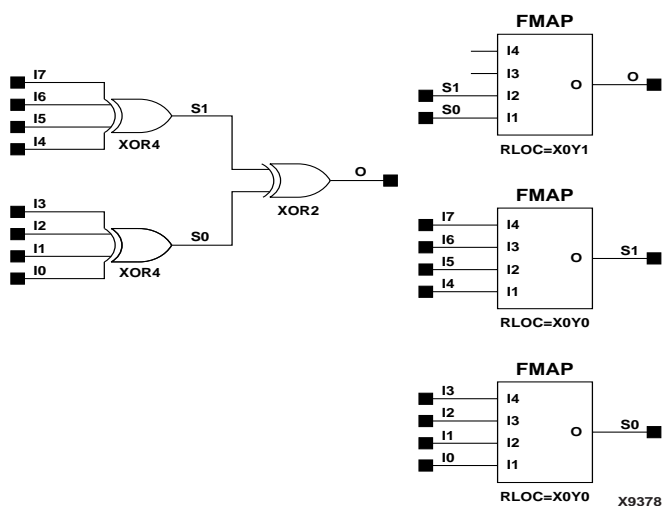 I7
I6
I5
I4
S1
XOR4
I3
I2
I1
I0
S0
XOR4
O
XOR2
FMAP
I4
I3
S1 I2 O O
S0 I1
RLOC=X0Y1
FMAP
I7 I4
I6 I3
I5 I2 O S1
I4 I1
RLOC=X0Y0
FMAP
I3 I4
I2 I3
I1 I2 O S0
I0 I1
RLOC=X0Y0
X9378